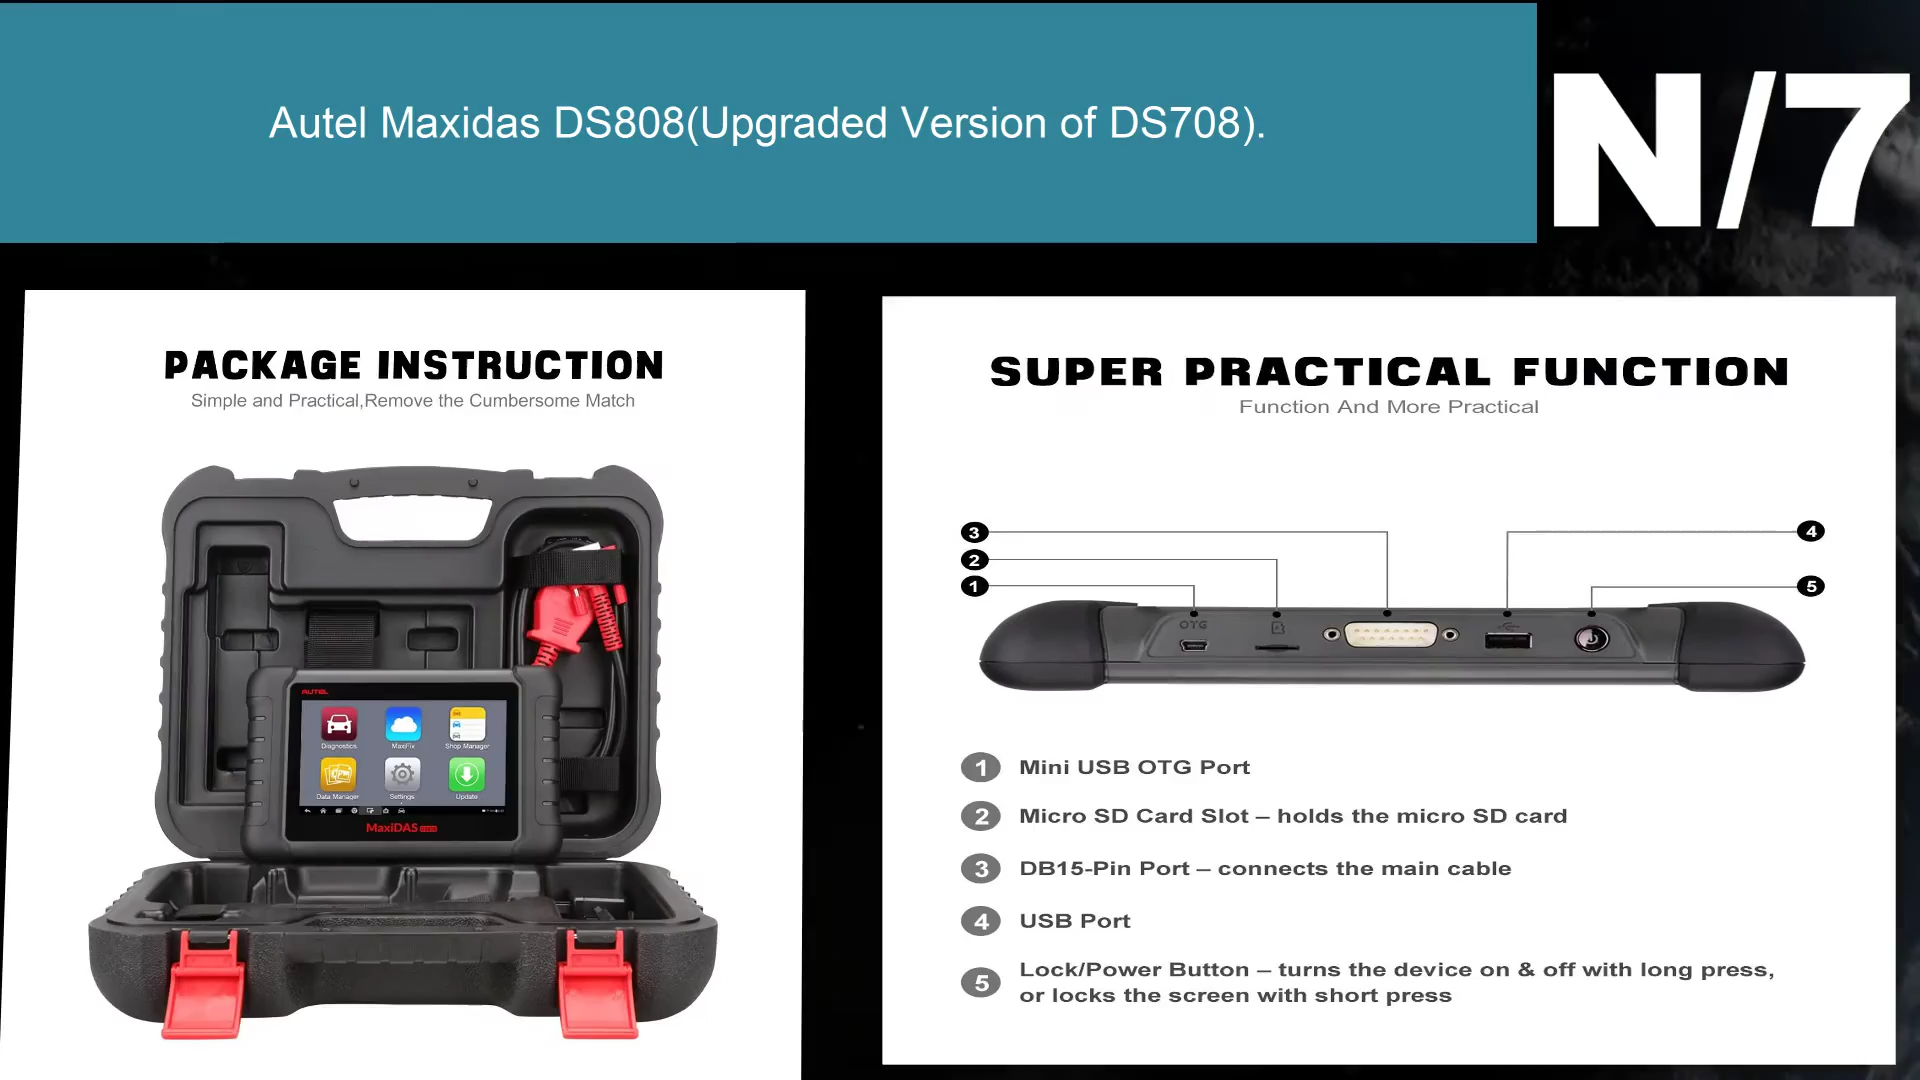 Autel Maxidas DS808(Upgraded Version of DS708).
N/7
PACKAGE INSTRUCTION
Simple and Practical,Remove the Cumbersome Match
AUTEL
Diagnostics
MaxiFix
Shop Manager
Data Manager
Settings
Update
MaxiDAS
SUPER PRACTICAL FUNCTION
Function And More Practical
3
2
1
4
5
OTG
1 Mini USB OTG Port
2 Micro SD Card Slot – holds the micro SD card
3 DB15-Pin Port – connects the main cable
4 USB Port
5 Lock/Power Button – turns the device on & off with long press,
or locks the screen with short press